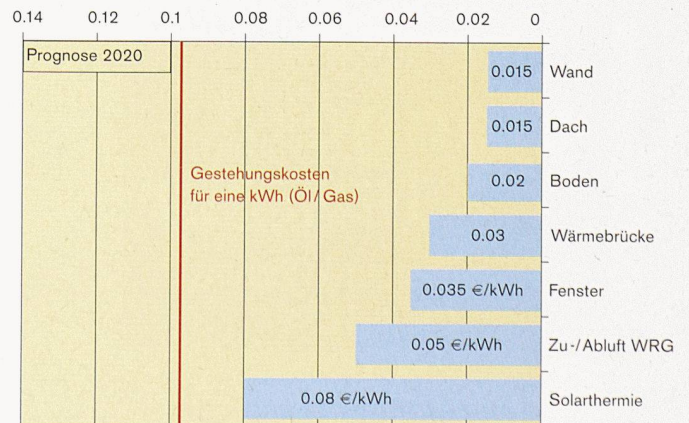 0.14 0.12 0.1 0.08 0.06 0.04 0.02 0
Prognose 2020
0.015 Wand
0.015 Dach
Gestehungskosten
für eine kWh (Öl/Gas)
0.02 Boden
0.03 Wärmebrücke
0.035 €/kWh Fenster
0.05 €/kWh Zu-/Abluft WRG
0.08 €/kWh Solarthermie